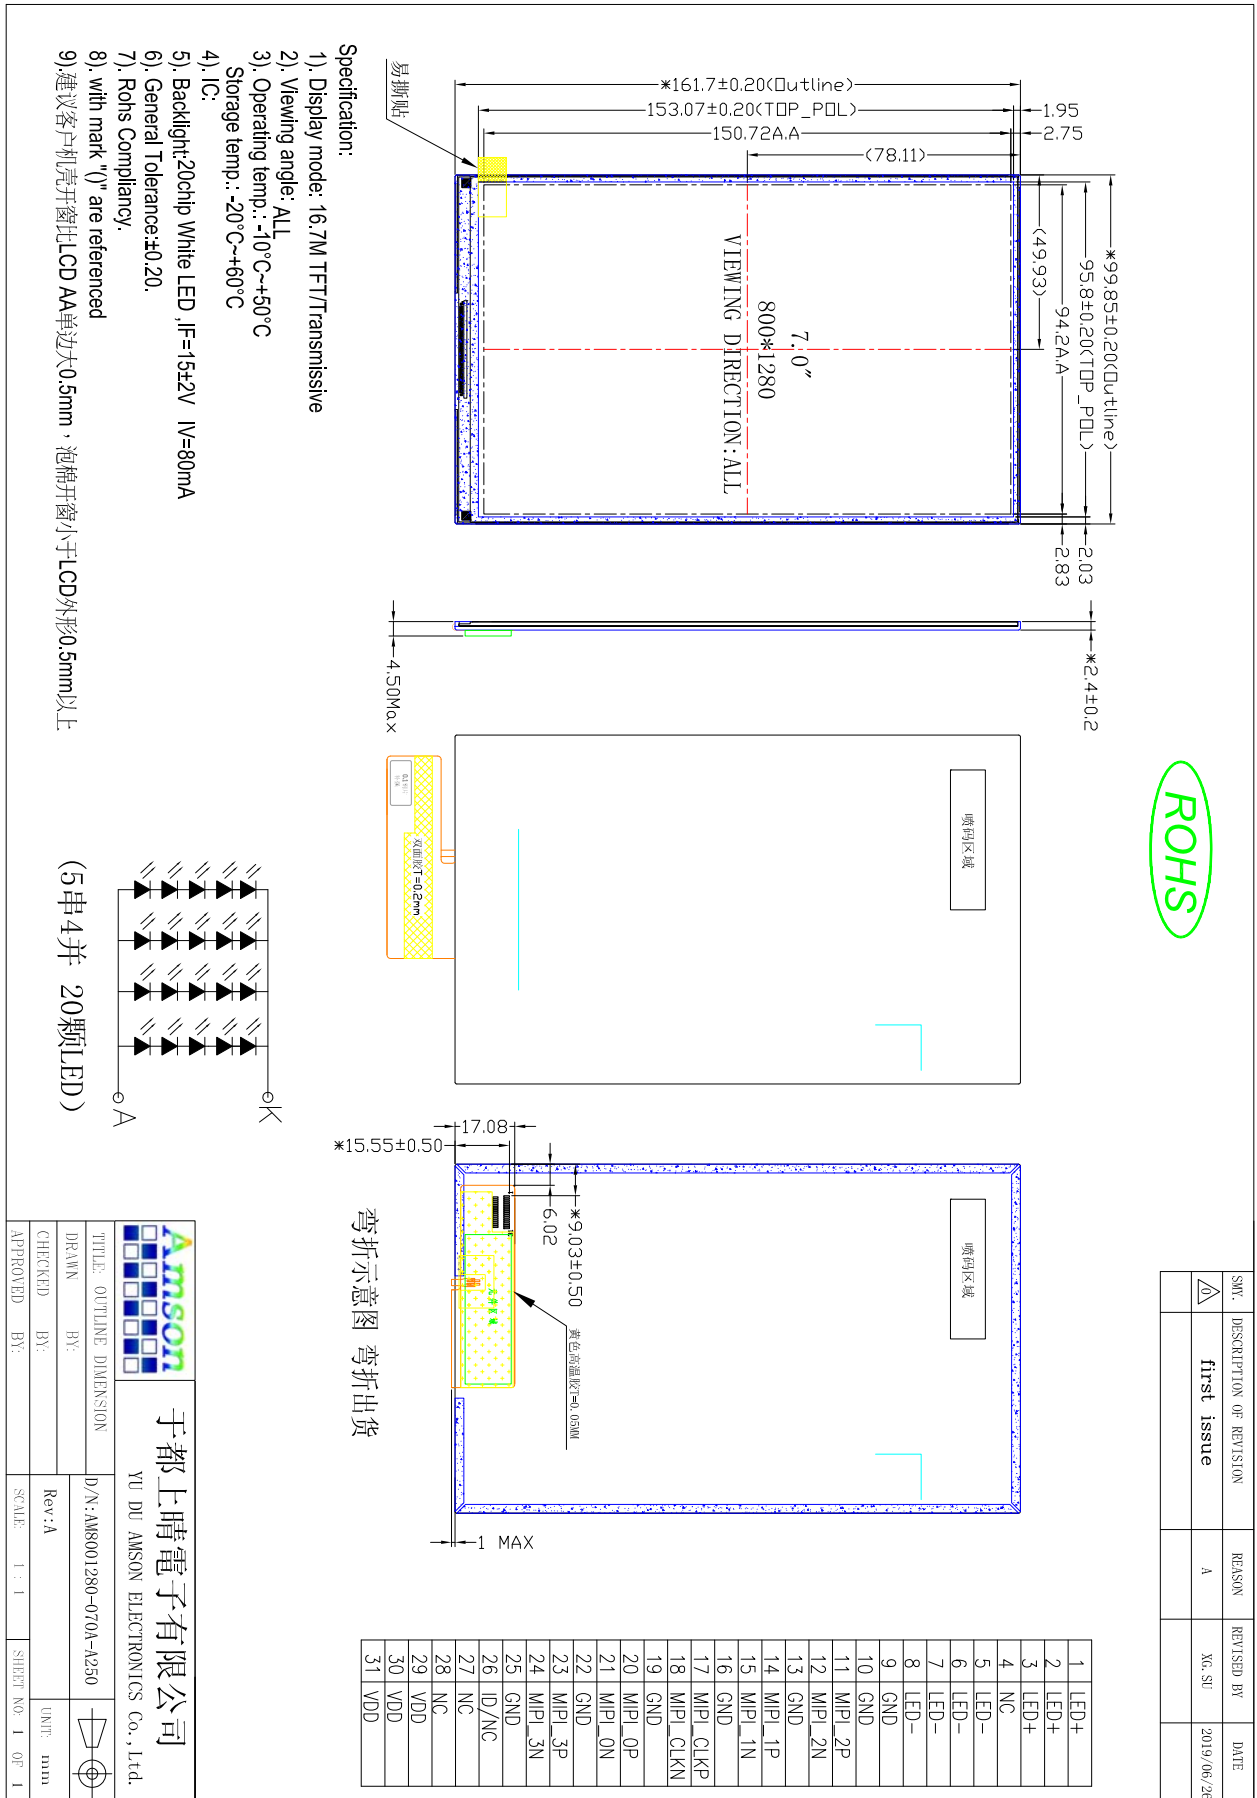 *161.7±0.20(Outline)
153.07±0.20(TOP_POL)
1.95
150.72A.A
2.75
(78.11)
易撕贴
*99.85±0.20(Outline)
95.8±0.20(TOP_POL)
94.2A.A
(49.93)
2.03
2.83
7.0"
800*1280
VIEWING DIRECTION:ALL
*2.4±0.2
4.50Max
喷码区域
双面胶T=0.2mm
喷码区域
17.08
*15.55±0.50
*9.03±0.50
6.02
黄色高温胶T=0.05MM
元件区域
1 MAX
弯折示意图 弯折出货
Specification:
1). Display mode: 16.7M TFT/Transmissive
2). Viewing angle: ALL
3). Operating temp.: -10°C~+50°C
Storage temp.: -20°C~+60°C
4). IC:
5). Backlight:20chip White LED ,IF=15±2V IV=80mA
6). General Tolerance:±0.20.
7). Rohs Compliancy.
8). with mark "()" are referenced
9).建议客户机壳开窗比LCD AA单边大0.5mm，泡棉开窗小于LCD外形0.5mm以上
K
A
(5串4并 20颗LED)
ROHS
SMY. DESCRIPTION OF REVISION REASON REVISED BY DATE
0 first issue A XG.SU 2019/06/26
1 LED+
2 LED+
3 LED+
4 NC
5 LED-
6 LED-
7 LED-
8 LED-
9 GND
10 GND
11 MIPI_2P
12 MIPI_2N
13 GND
14 MIPI_1P
15 MIPI_1N
16 GND
17 MIPI_CLKP
18 MIPI_CLKN
19 GND
20 MIPI_0P
21 MIPI_0N
22 GND
23 MIPI_3P
24 MIPI_3N
25 GND
26 ID/NC
27 NC
28 NC
29 VDD
30 VDD
31 VDD
Amson
于都上晴電子有限公司
YU DU AMSON ELECTRONICS Co., Ltd.
TITLE: OUTLINE DIMENSION
D/N:AM8001280-070A-A250
DRAWN BY:
Rev:A
CHECKED BY:
UNIT: mm
APPROVED BY:
SCALE: 1 : 1
SHEET NO: 1 OF 1